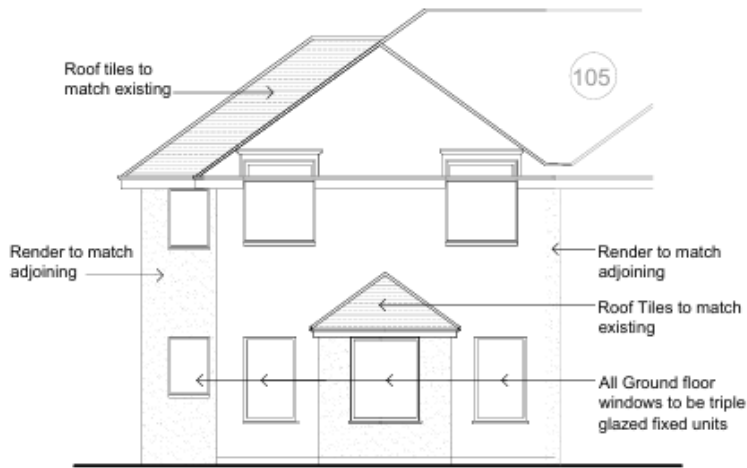 Roof tiles to
match existing
105
Render to match
adjoining
Render to match
adjoining
Roof Tiles to match
existing
All Ground floor
windows to be triple
glazed fixed units